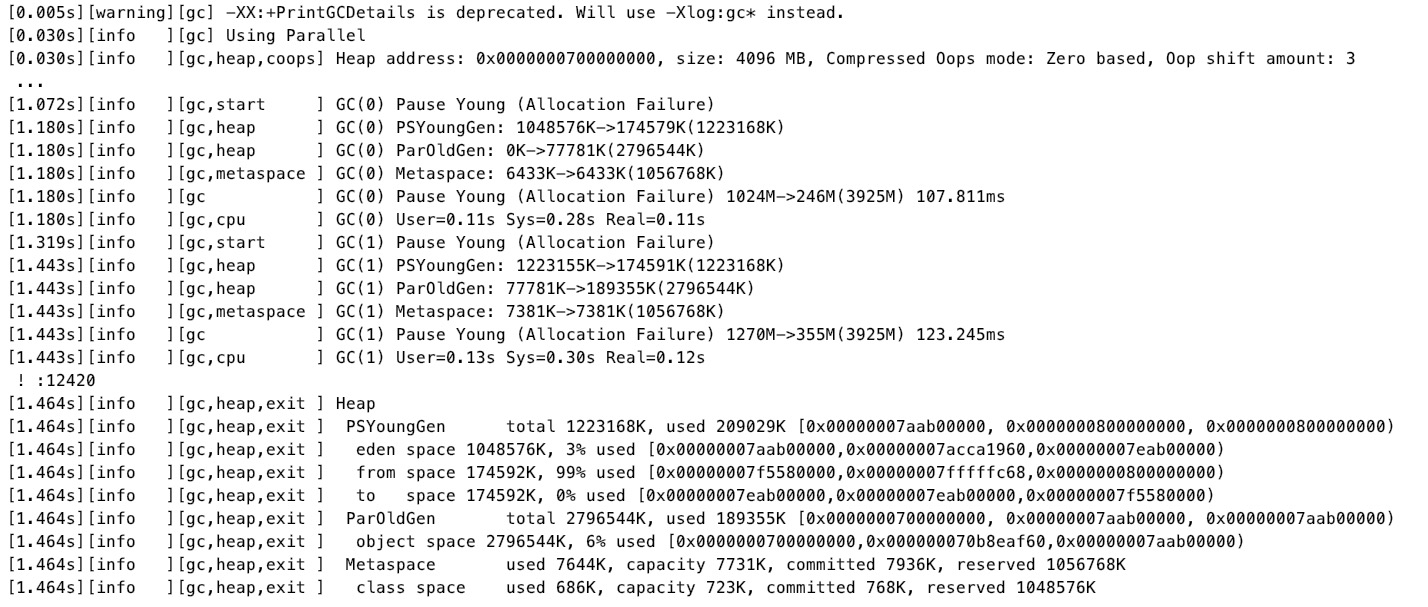 [0.005s][warning][gc] -XX:+PrintGCDetails is deprecated. Will use -Xlog:gc* instead.
[0.030s][info   ][gc] Using Parallel
[0.030s][info   ][gc,heap,coops] Heap address: 0x0000000700000000, size: 4096 MB, Compressed Oops mode: Zero based, Oop shift amount: 3
...
[1.072s][info   ][gc,start     ] GC(0) Pause Young (Allocation Failure)
[1.180s][info   ][gc,heap      ] GC(0) PSYoungGen: 1048576K->174579K(1223168K)
[1.180s][info   ][gc,heap      ] GC(0) ParOldGen: 0K->77781K(2796544K)
[1.180s][info   ][gc,metaspace ] GC(0) Metaspace: 6433K->6433K(1056768K)
[1.180s][info   ][gc           ] GC(0) Pause Young (Allocation Failure) 1024M->246M(3925M) 107.811ms
[1.180s][info   ][gc,cpu       ] GC(0) User=0.11s Sys=0.28s Real=0.11s
[1.319s][info   ][gc,start     ] GC(1) Pause Young (Allocation Failure)
[1.443s][info   ][gc,heap      ] GC(1) PSYoungGen: 1223155K->174591K(1223168K)
[1.443s][info   ][gc,heap      ] GC(1) ParOldGen: 77781K->189355K(2796544K)
[1.443s][info   ][gc,metaspace ] GC(1) Metaspace: 7381K->7381K(1056768K)
[1.443s][info   ][gc           ] GC(1) Pause Young (Allocation Failure) 1270M->355M(3925M) 123.245ms
[1.443s][info   ][gc,cpu       ] GC(1) User=0.13s Sys=0.30s Real=0.12s
! :12420
[1.464s][info   ][gc,heap,exit ] Heap
[1.464s][info   ][gc,heap,exit ]  PSYoungGen      total 1223168K, used 209029K [0x00000007aab00000, 0x0000000800000000, 0x0000000800000000)
[1.464s][info   ][gc,heap,exit ]   eden space 1048576K, 3% used [0x00000007aab00000,0x00000007acca1960,0x00000007eab00000)
[1.464s][info   ][gc,heap,exit ]   from space 174592K, 99% used [0x00000007f5580000,0x00000007fffffc68,0x0000000800000000)
[1.464s][info   ][gc,heap,exit ]   to   space 174592K, 0% used [0x00000007eab00000,0x00000007eab00000,0x00000007f5580000)
[1.464s][info   ][gc,heap,exit ]  ParOldGen       total 2796544K, used 189355K [0x0000000700000000, 0x00000007aab00000, 0x00000007aab00000)
[1.464s][info   ][gc,heap,exit ]   object space 2796544K, 6% used [0x0000000700000000,0x000000070b8eaf60,0x00000007aab00000)
[1.464s][info   ][gc,heap,exit ]  Metaspace       used 7644K, capacity 7731K, committed 7936K, reserved 1056768K
[1.464s][info   ][gc,heap,exit ]   class space    used 686K, capacity 723K, committed 768K, reserved 1048576K